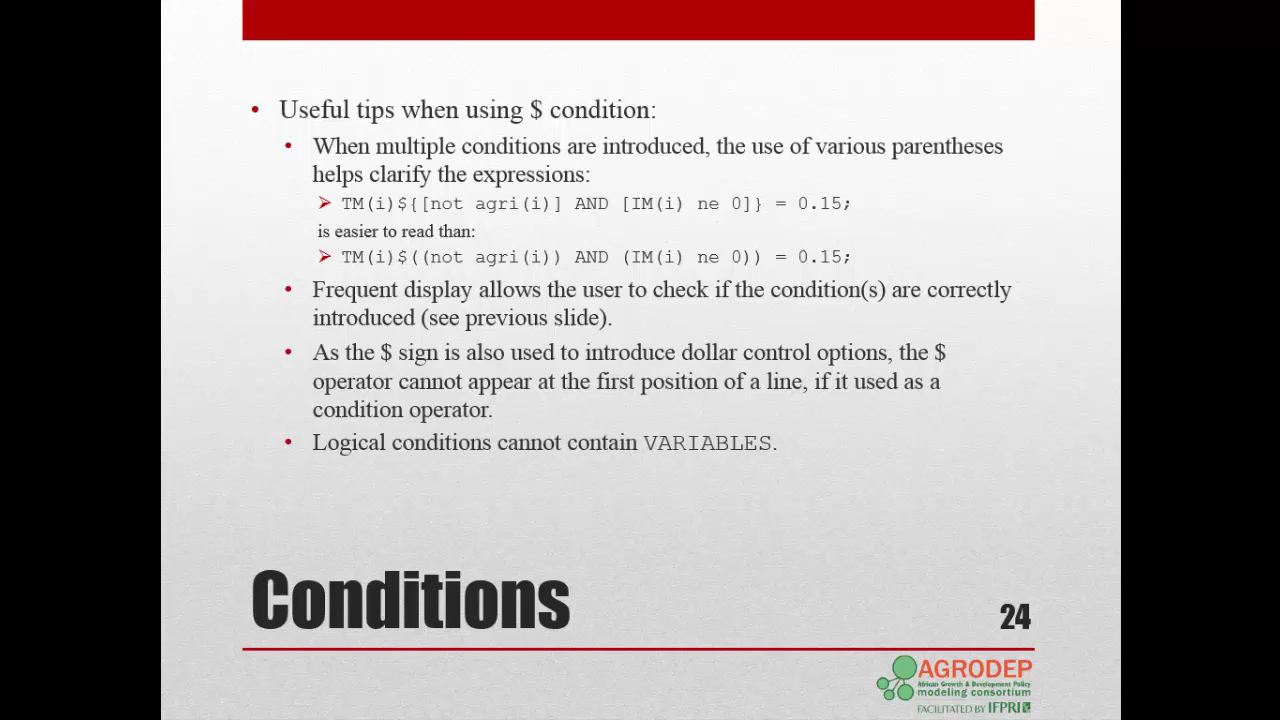 • Useful tips when using $ condition:
• When multiple conditions are introduced, the use of various parentheses
helps clarify the expressions:
➢ TM(i)${[not agri(i)] AND [IM(i) ne 0]} = 0.15;
is easier to read than:
➢ TM(i)$((not agri(i)) AND (IM(i) ne 0)) = 0.15;
• Frequent display allows the user to check if the condition(s) are correctly
introduced (see previous slide).
• As the $ sign is also used to introduce dollar control options, the $
operator cannot appear at the first position of a line, if it used as a
condition operator.
• Logical conditions cannot contain VARIABLES.
Conditions
24
AGRODEP
African Growth & Development Policy
modeling consortium
FACILITATED BY IFPRI